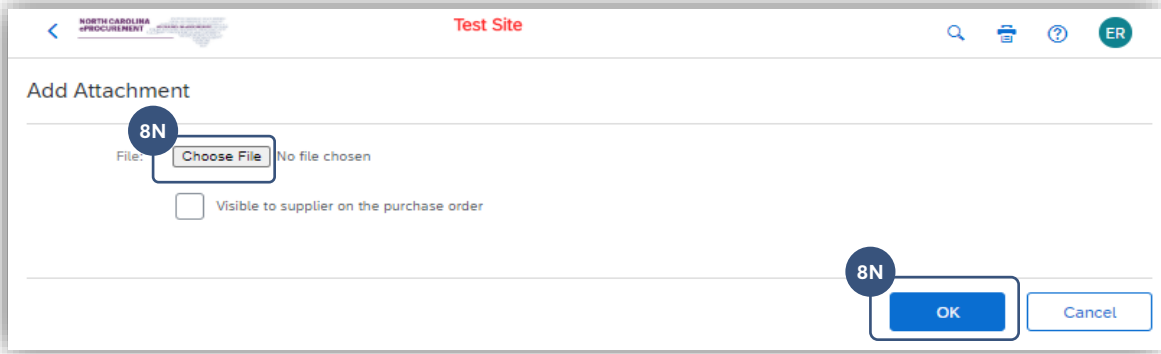 NORTH CAROLINA
ePROCUREMENT
Test Site
ER
Add Attachment
8N
File: Choose File No file chosen
Visible to supplier on the purchase order
8N
OK Cancel